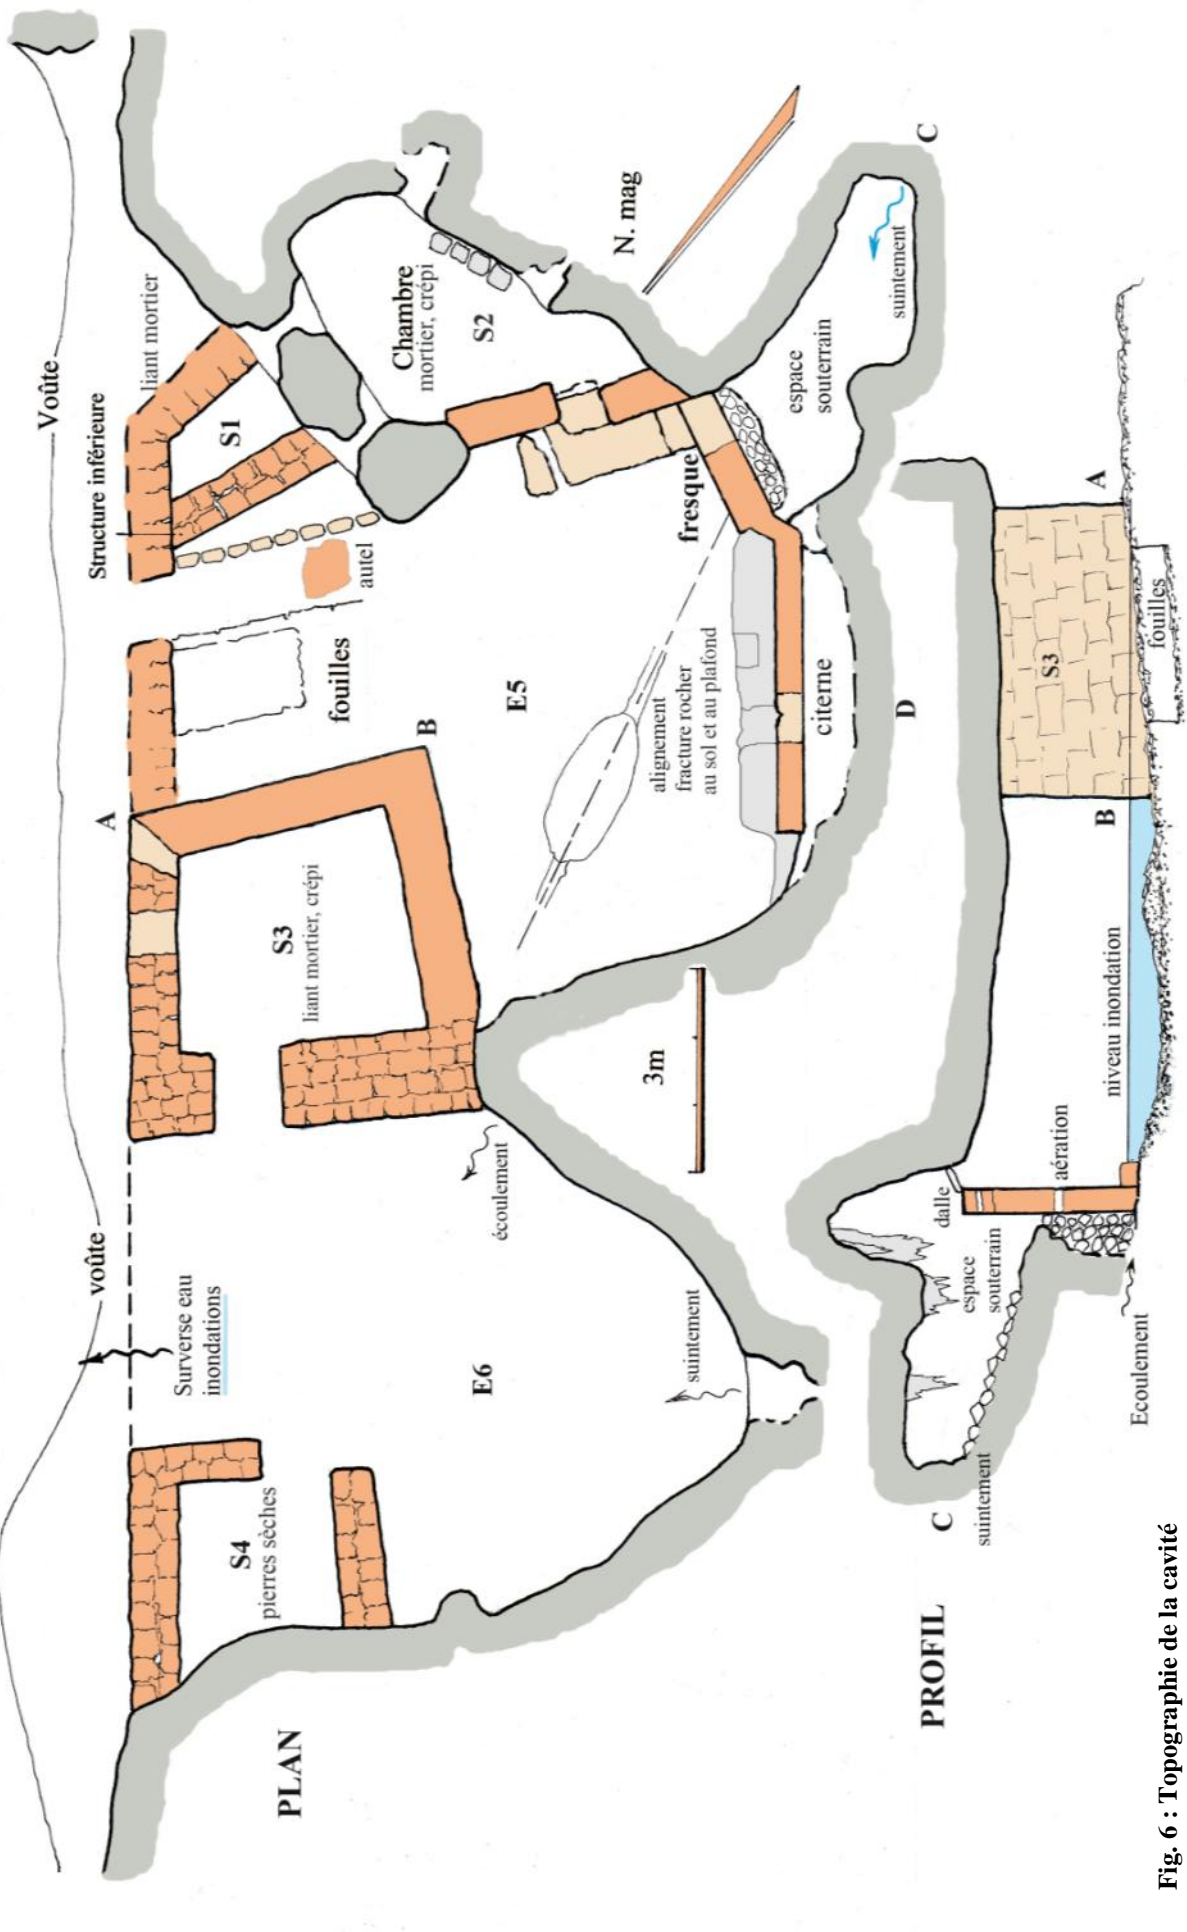 Voûte
voûte
Structure inférieure
liant mortier
S1
Chambre
mortier, crépi
S2
N. mag
C
suintement
espace
souterrain
fresque
autel
fouilles
E5
alignement
fracture rocher
au sol et au plafond
citerne
D
A
B
S3
liant mortier, crépi
3m
écoulement
Surverse eau
inondations
E6
suintement
S4
pierres sèches
PLAN
PROFIL
C
suintement
espace
souterrain
dalle
aération
Ecoulement
niveau inondation
B
S3
A
fouilles
Fig. 6 : Topographie de la cavité